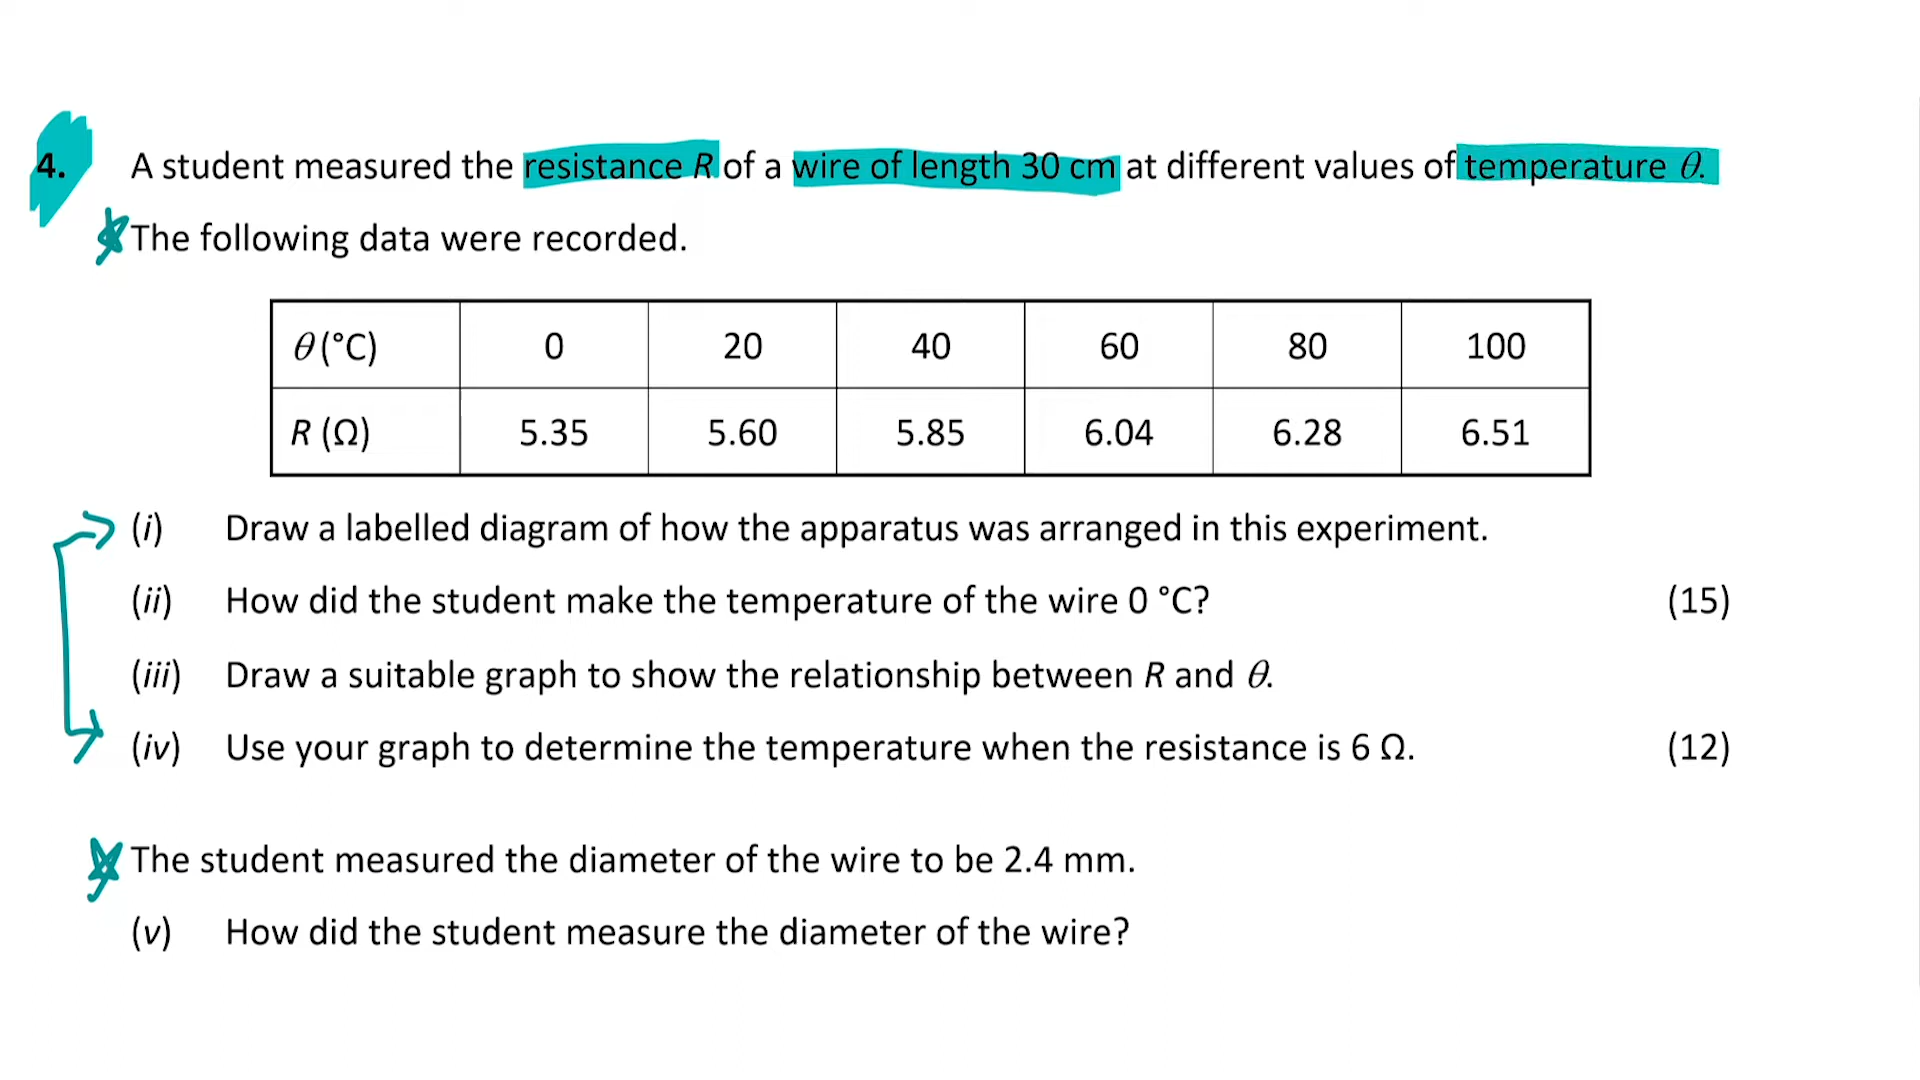 4. A student measured the resistance R of a wire of length 30 cm at different values of temperature θ.
The following data were recorded.
θ (°C) 0 20 40 60 80 100
R (Ω) 5.35 5.60 5.85 6.04 6.28 6.51
(i) Draw a labelled diagram of how the apparatus was arranged in this experiment.
(ii) How did the student make the temperature of the wire 0 °C? (15)
(iii) Draw a suitable graph to show the relationship between R and θ.
(iv) Use your graph to determine the temperature when the resistance is 6 Ω. (12)
The student measured the diameter of the wire to be 2.4 mm.
(v) How did the student measure the diameter of the wire?